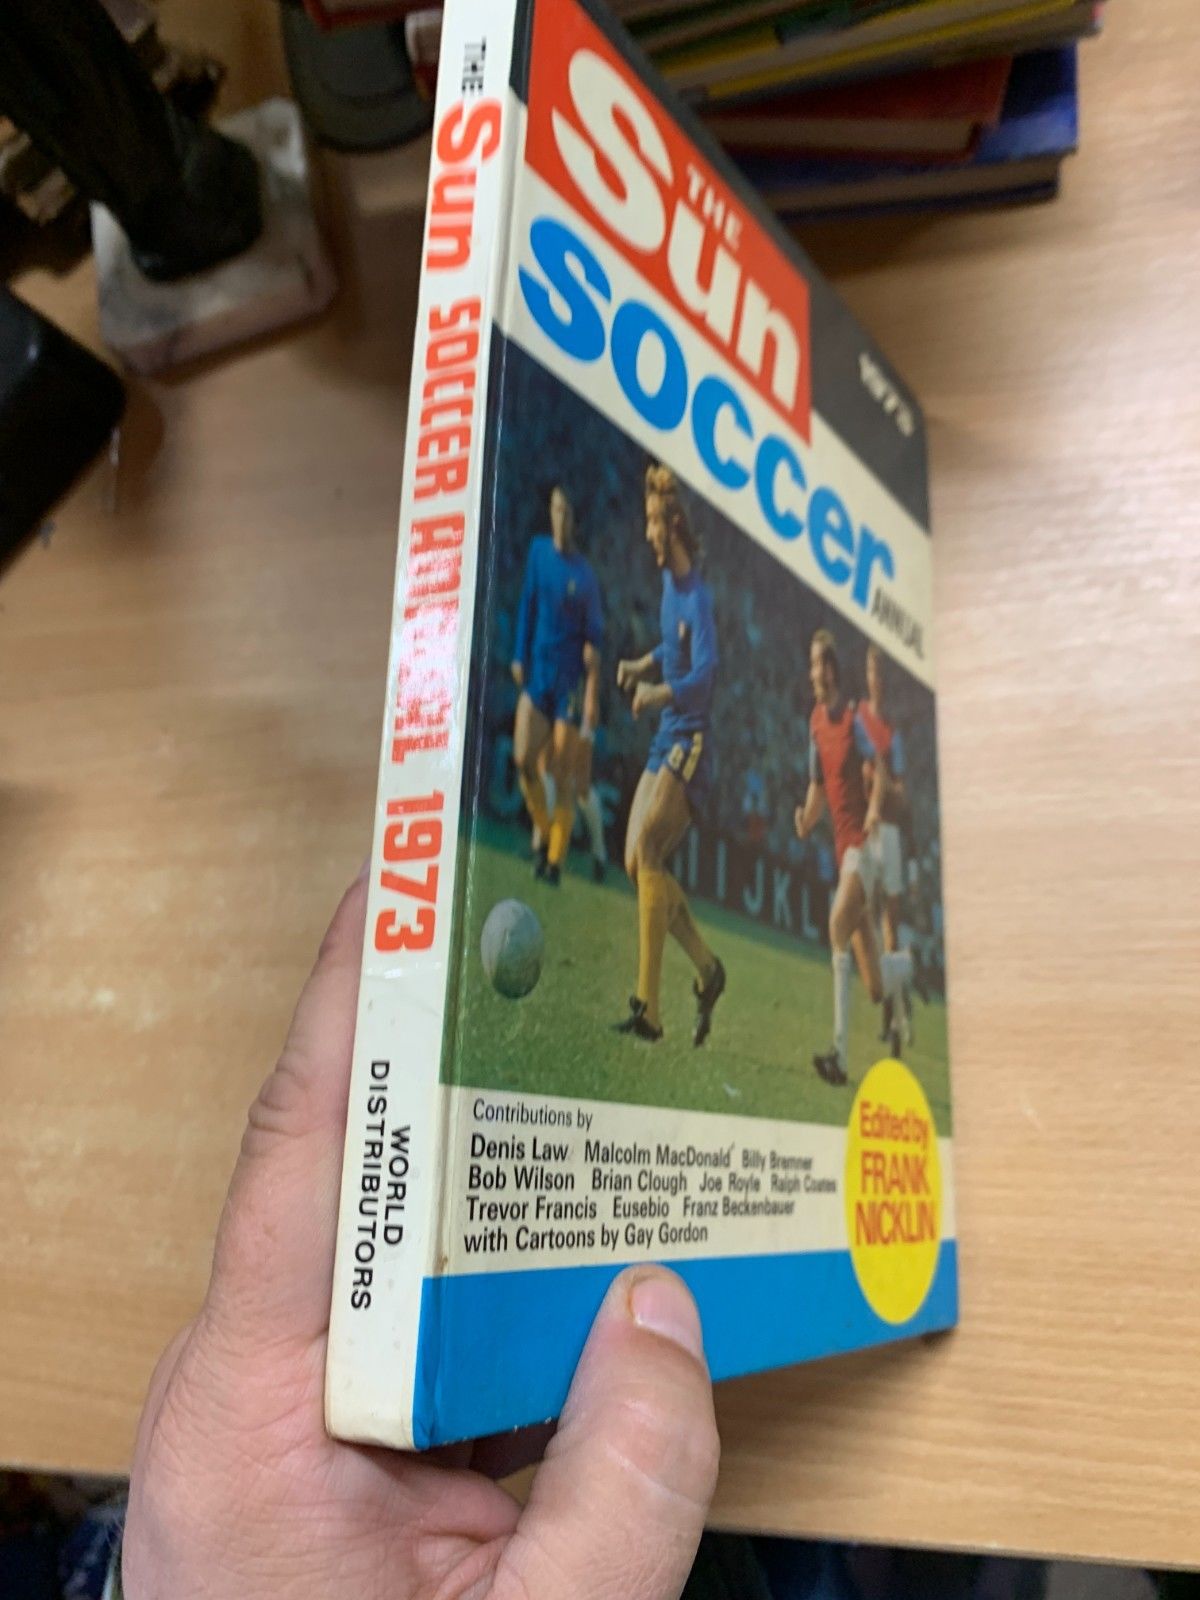 THE Sun SOCCER ANNUAL 1973
WORLD
DISTRIBUTORS
THE
Sun
1973
soccer
ANNUAL
8
M I J K L
Contributions by
Denis Law Malcolm MacDonald Billy Bremner
Bob Wilson Brian Clough Joe Royle Ralph Coates
Trevor Francis Eusebio Franz Beckenbauer
with Cartoons by Gay Gordon
Edited by
FRANK
NICKLIN